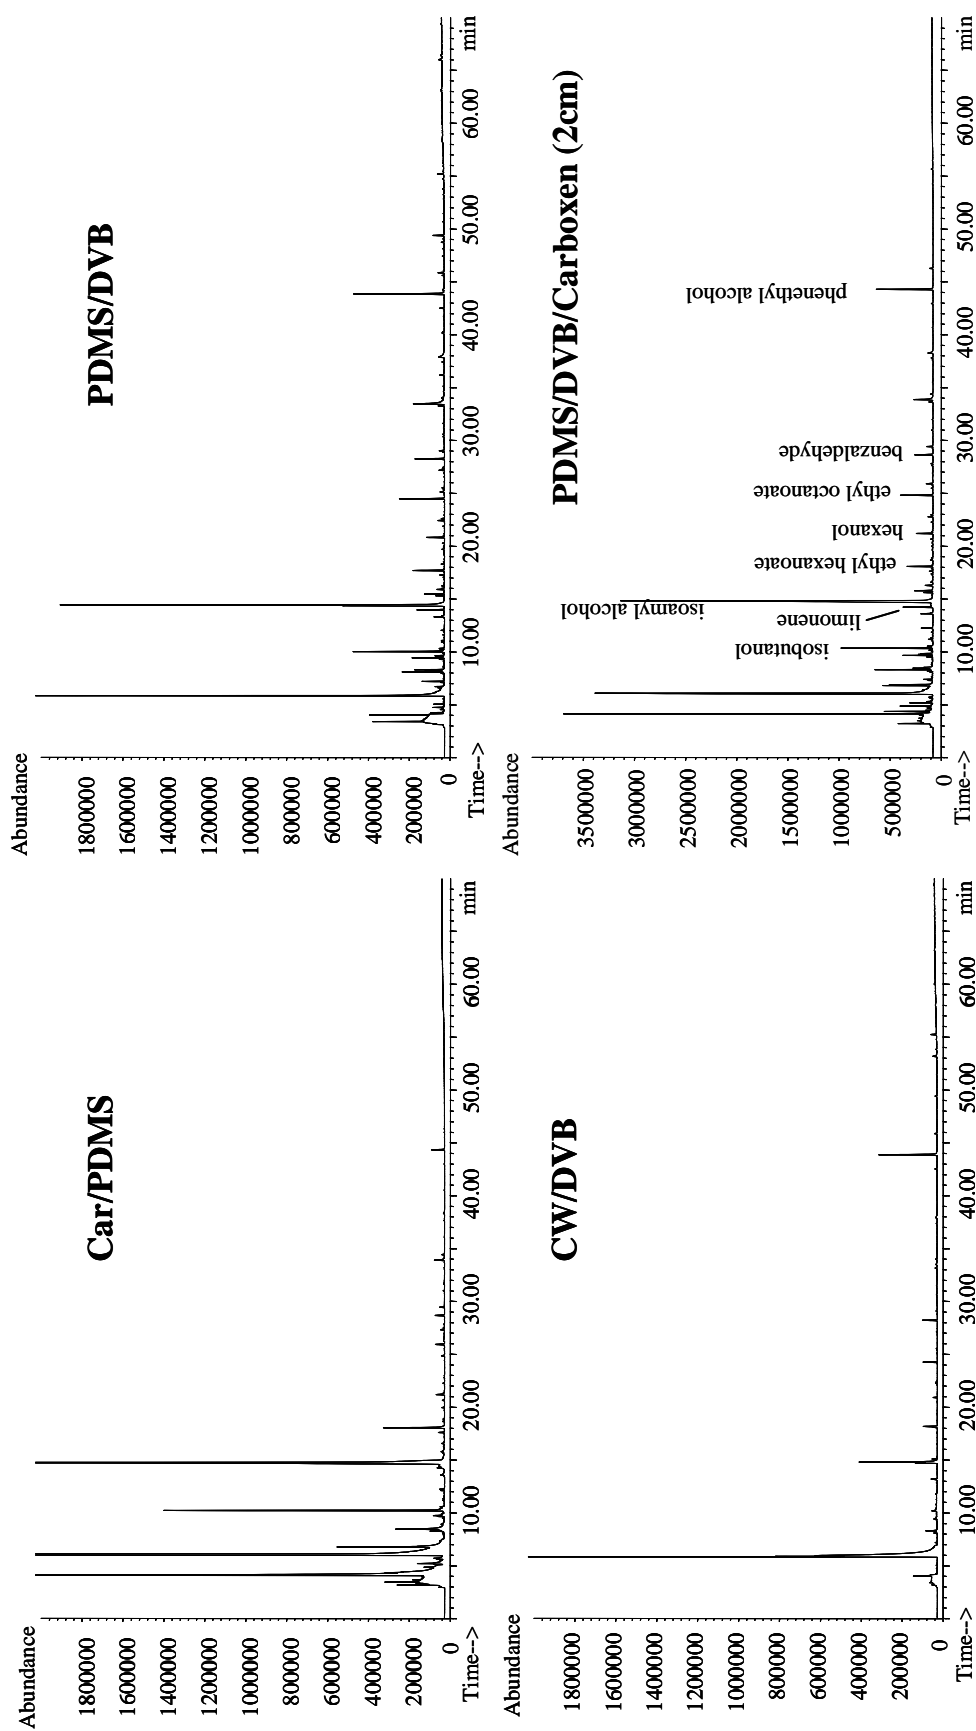 Abundance
Car/PDMS
1800000
1600000
1400000
1200000
1000000
800000
600000
400000
200000
0
Time-->
10.00
20.00
30.00
40.00
50.00
60.00
min
Abundance
PDMS/DVB
1800000
1600000
1400000
1200000
1000000
800000
600000
400000
200000
0
Time-->
10.00
20.00
30.00
40.00
50.00
60.00
min
Abundance
CW/DVB
1800000
1600000
1400000
1200000
1000000
800000
600000
400000
200000
0
Time-->
10.00
20.00
30.00
40.00
50.00
60.00
min
Abundance
PDMS/DVB/Carboxen (2cm)
3500000
3000000
2500000
2000000
1500000
1000000
500000
0
isobutanol
limonene
isoamyl alcohol
ethyl hexanoate
hexanol
ethyl octanoate
benzaldehyde
phenethyl alcohol
Time-->
10.00
20.00
30.00
40.00
50.00
60.00
min